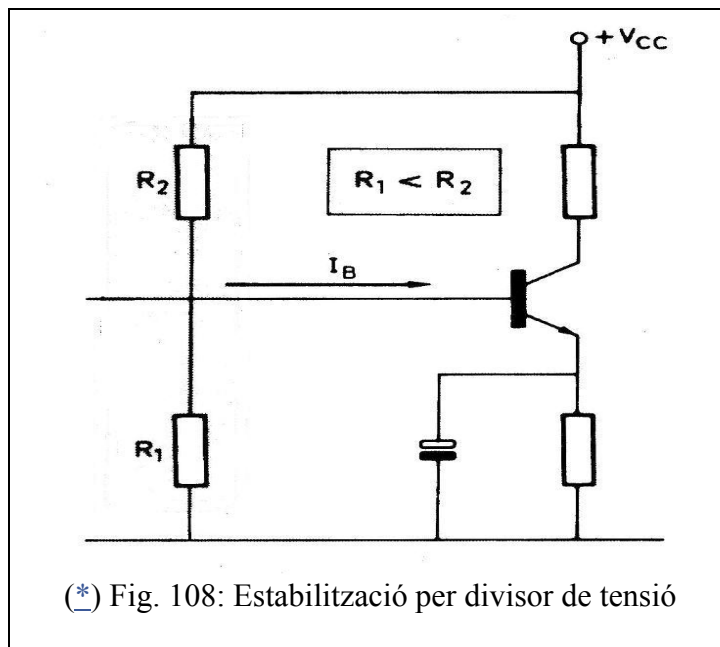 + VCC
R2
R1 < R2
IB
R1
(*) Fig. 108: Estabilització per divisor de tensió